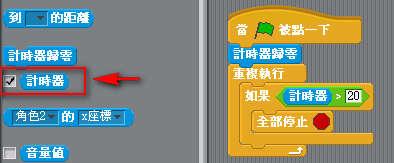 到 的距離
計時器歸零
計時器
角色2 的 x座標
音量值
當 被點一下
計時器歸零
重複執行
如果 計時器 > 20
全部停止